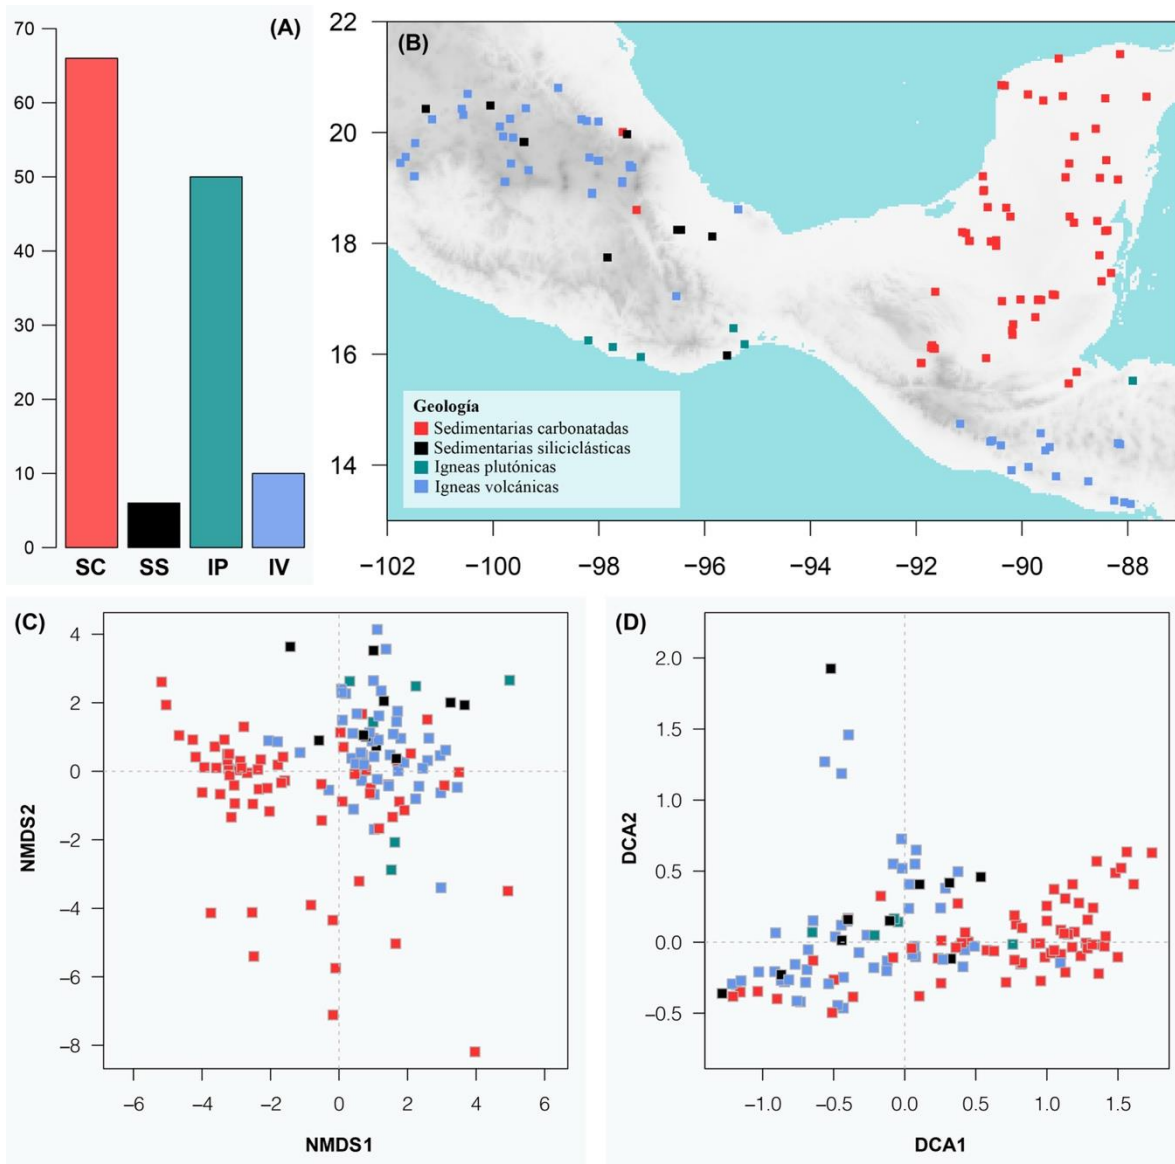 (A)
70
60
50
40
30
20
10
0
SC SS IP IV
(B)
22
20
18
16
14
−102 −100 −98 −96 −94 −92 −90 −88
Geología
Sedimentarias carbonatadas
Sedimentarias siliciclásticas
Igneas plutónicas
Igneas volcánicas
(C)
NMDS2
4
2
0
−2
−4
−6
−8
−6 −4 −2 0 2 4 6
NMDS1
(D)
DCA2
2.0
1.5
1.0
0.5
0.0
−0.5
−1.0 −0.5 0.0 0.5 1.0 1.5
DCA1